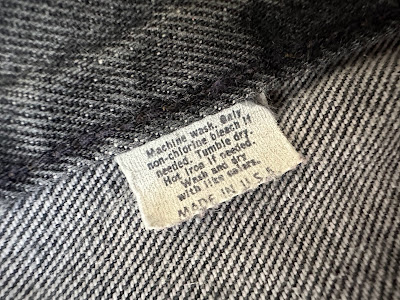 Machine wash. Only
non-chlorine bleach if
needed. Tumble dry.
Hot iron if needed.
Wash and dry
with like colors.
MADE IN U.S.A.